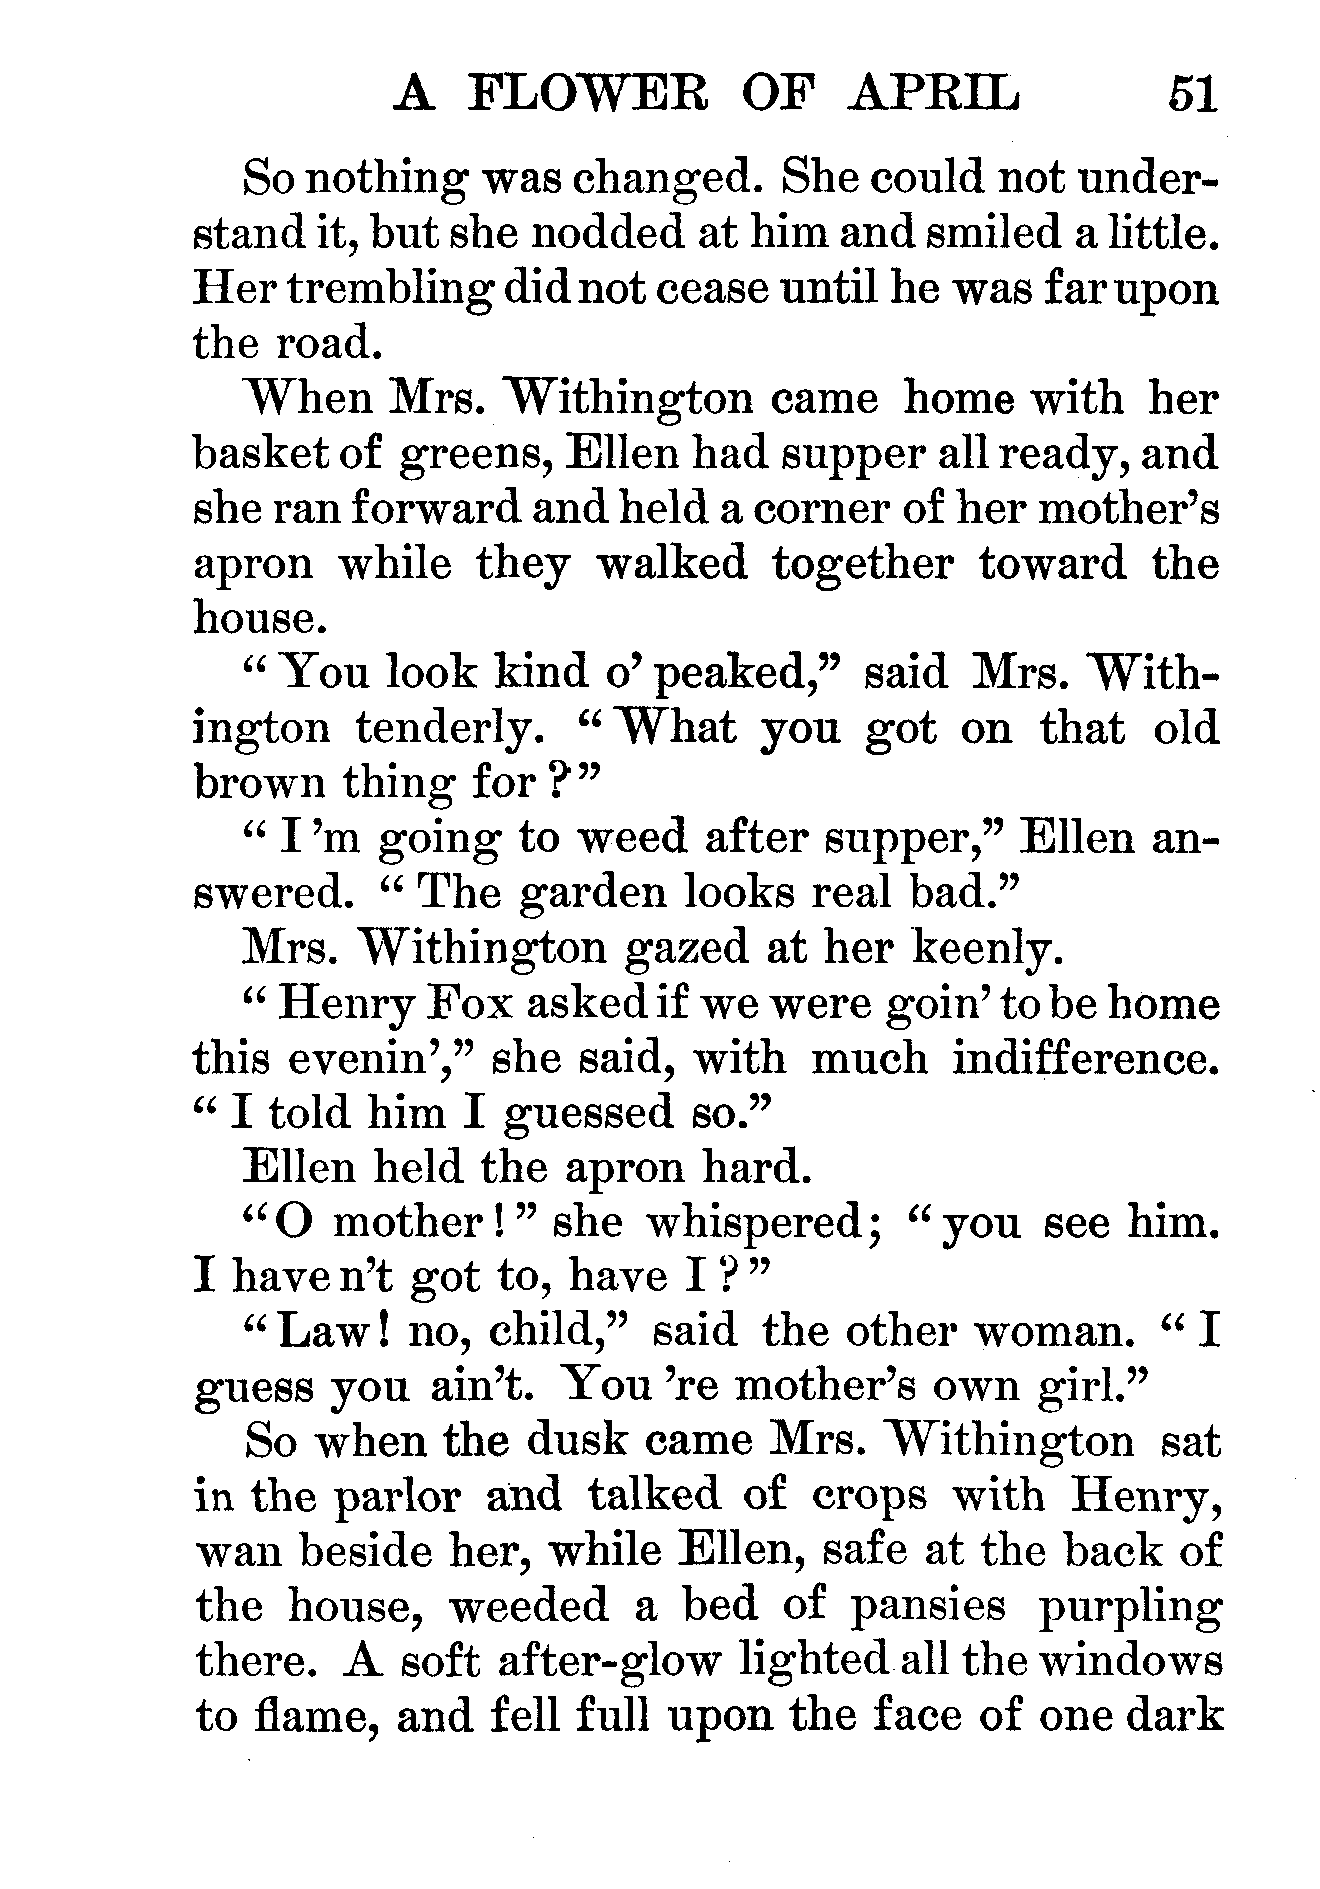 A FLOWER OF APRIL 51
So nothing was changed. She could not under-
stand it, but she nodded at him and smiled a little.
Her trembling did not cease until he was far upon
the road.
When Mrs. Withington came home with her
basket of greens, Ellen had supper all ready, and
she ran forward and held a corner of her mother's
apron while they walked together toward the
house.
" You look kind o' peaked," said Mrs. With-
ington tenderly. " What you got on that old
brown thing for ? "
" I 'm going to weed after supper," Ellen an-
swered. " The garden looks real bad."
Mrs. Withington gazed at her keenly.
" Henry Fox asked if we were goin' to be home
this evenin'," she said, with much indifference.
" I told him I guessed so."
Ellen held the apron hard.
" O mother ! " she whispered; " you see him.
I have n't got to, have I ? "
" Law! no, child," said the other woman. " I
guess you ain't. You 're mother's own girl."
So when the dusk came Mrs. Withington sat
in the parlor and talked of crops with Henry,
wan beside her, while Ellen, safe at the back of
the house, weeded a bed of pansies purpling
there. A soft after-glow lighted all the windows
to flame, and fell full upon the face of one dark